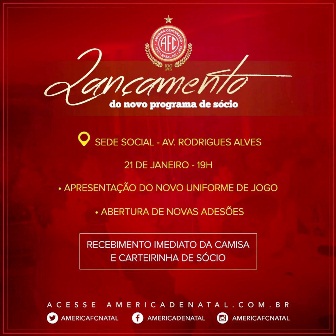 AFC
Lançamento
do novo programa de sócio
SEDE SOCIAL - AV. RODRIGUES ALVES
21 DE JANEIRO - 19H
• APRESENTAÇÃO DO NOVO UNIFORME DE JOGO
• ABERTURA DE NOVAS ADESÕES
RECEBIMENTO IMEDIATO DA CAMISA
E CARTEIRINHA DE SÓCIO
ACESSE AMERICADENATAL.COM.BR
AMERICAFCNATAL AMERICADENATAL AMERICAFCNATAL